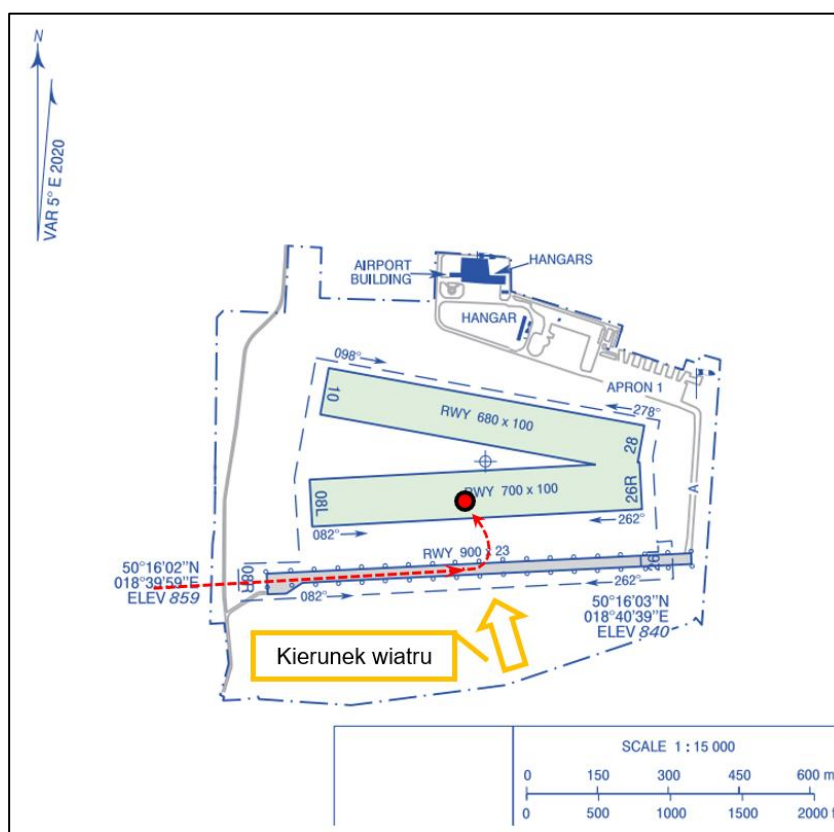 N
VAR 5° E 2020
AIRPORT
BUILDING
HANGARS
HANGAR
APRON 1
098°
10
RWY 680 x 100
278°
28
08L
RWY 700 x 100
26R
A
082°
262°
RWY 900 x 23
50°16'02"N
018°39'59"E
ELEV 859
08R
26L
082°
262°
50°16'03"N
018°40'39"E
ELEV 840
Kierunek wiatru
SCALE 1 : 15 000
0 150 300 450 600 m
0 500 1000 1500 2000 f